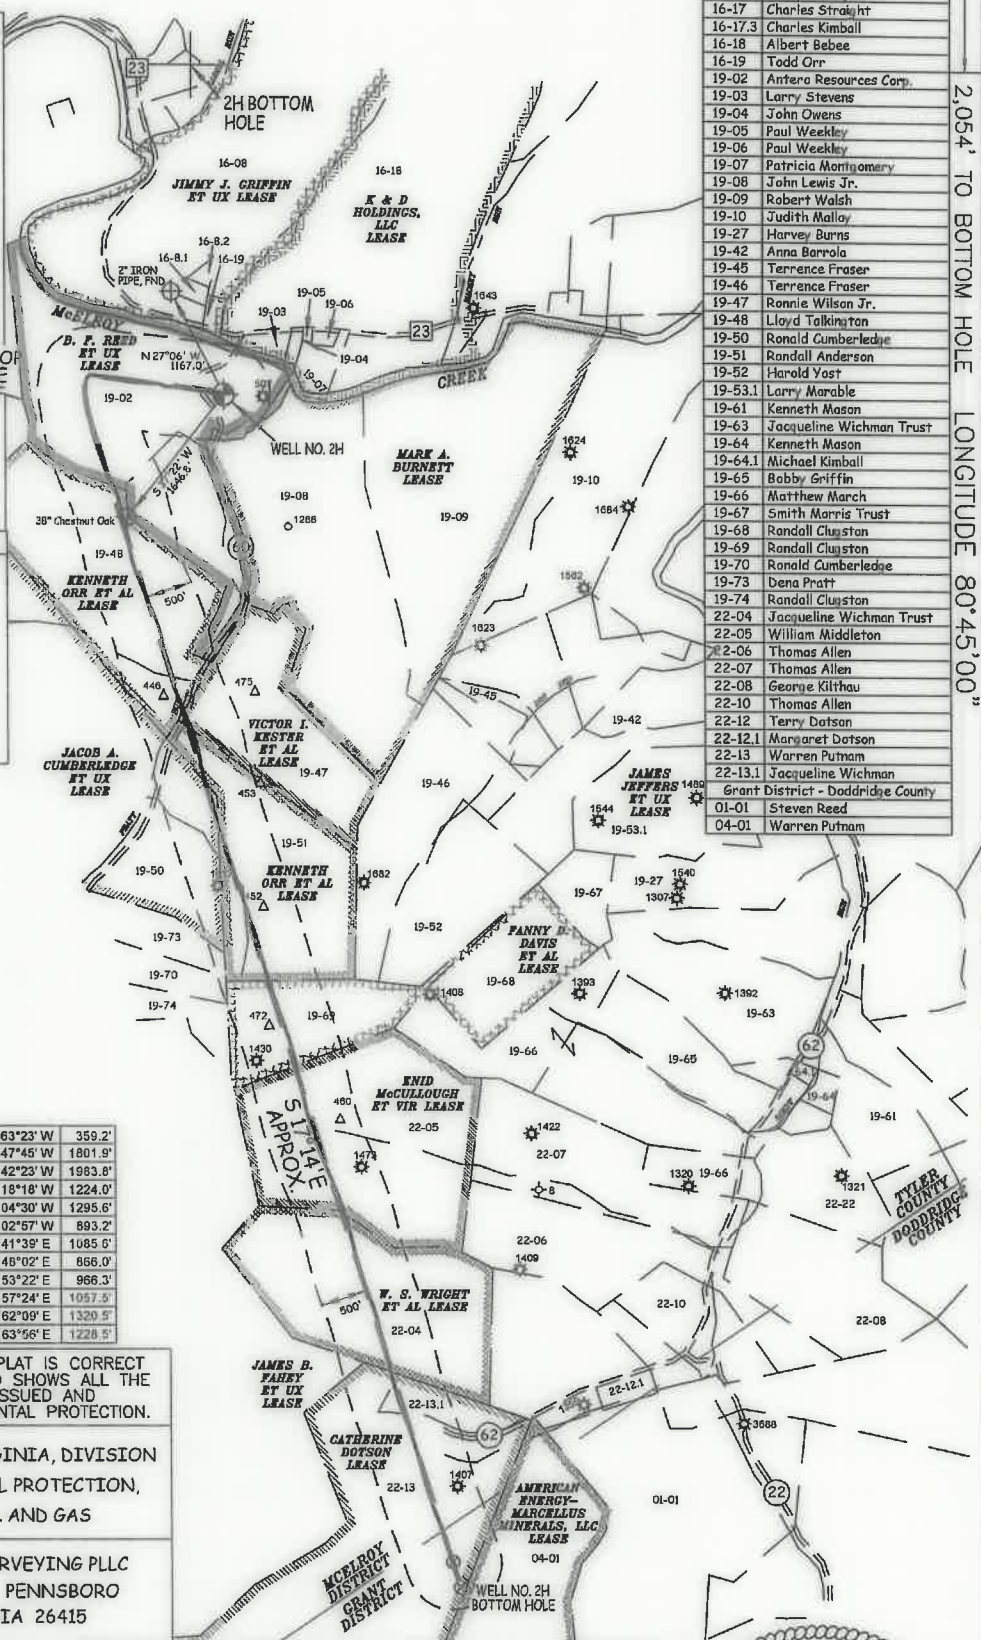 16-17 Charles Straight
16-17.3 Charles Kimball
16-18 Albert Bebee
16-19 Todd Orr
19-02 Antero Resources Corp.
19-03 Larry Stevens
19-04 John Owens
19-05 Paul Weekley
19-06 Paul Weekley
19-07 Patricia Montgomery
19-08 John Lewis Jr.
19-09 Robert Walsh
19-10 Judith Malloy
19-27 Harvey Burns
19-42 Anna Barrola
19-45 Terrence Fraser
19-46 Terrence Fraser
19-47 Ronnie Wilson Jr.
19-48 Lloyd Talkington
19-50 Ronald Cumberledge
19-51 Randall Anderson
19-52 Harold Yost
19-53.1 Larry Marable
19-61 Kenneth Mason
19-63 Jacqueline Wichman Trust
19-64 Kenneth Mason
19-64.1 Michael Kimball
19-65 Bobby Griffin
19-66 Matthew March
19-67 Smith Morris Trust
19-68 Randall Clugston
19-69 Randall Clugston
19-70 Ronald Cumberledge
19-73 Dena Pratt
19-74 Randall Clugston
22-04 Jacqueline Wichman Trust
22-05 William Middleton
22-06 Thomas Allen
22-07 Thomas Allen
22-08 George Kilthau
22-10 Thomas Allen
22-12 Terry Dotson
22-12.1 Margaret Dotson
22-13 Warren Putnam
22-13.1 Jacqueline Wichman
Grant District - Doddridge County
01-01 Steven Reed
04-01 Warren Putnam
2,054' TO BOTTOM HOLE LONGITUDE 80°45'00"
23
RUN
2H BOTTOM
HOLE
16-08
JIMMY J. GRIFFIN
ET UX LEASE
16-18
K & D
HOLDINGS,
LLC
LEASE
RUN
16-8.2
16-8.1
16-19
2" IRON
PIPE, FND
1643
19-05
19-03
19-06
23
McELROY
B. F. REED
ET UX
LEASE
N 27°06' W
1167.0'
19-04
19-07
CREEK
19-02
WELL NO. 2H
MARK A.
BURNETT
LEASE
1624
19-10
1646.8'
19-08
1288
19-09
1684
38" Chestnut Oak
60
19-48
KENNETH
ORR ET AL
LEASE
500'
1582
1623
446
475
19-45
19-42
VICTOR I.
KESTER
ET AL
LEASE
19-47
JACOB A.
CUMBERLEDGE
ET UX
LEASE
453
19-46
JAMES
JEFFERS ET
UX
LEASE
1489
1544
19-53.1
PRATT
19-51
19-50
KENNETH
ORR ET AL
LEASE
452
1682
19-67
19-27
1540
1307
RUN
19-52
FANNY D.
DAVIS
ET AL
LEASE
19-73
19-70
19-68
19-74
1408
1393
1392
19-63
472
19-69
1430
19-66
19-65
62
64.1
19-64
19-61
ENID
McCULLOUGH
ET VIR LEASE
22-05
460
1473
S 17°14'E
APPROX.
1422
22-07
8
1320
19-66
1321
22-22
TYLER
COUNTY
DODDRIDGE
COUNTY
22-06
1409
63°23' W 359.2'
47°45' W 1801.9'
42°23' W 1983.8'
18°18' W 1224.0'
04°30' W 1295.6'
02°57' W 893.2'
41°39' E 1085.6'
46°02' E 866.0'
53°22' E 966.3'
57°24' E 1057.5'
62°09' E 1320.5'
63°56' E 1228.5'
500'
W. S. WRIGHT
ET AL LEASE
22-04
22-10
22-08
PLAT IS CORRECT
SHOWS ALL THE
SSUED AND
NTAL PROTECTION.
JAMES B.
FAHEY
ET UX
LEASE
22-13.1
22-12.1
62
3688
CATHERINE
DOTSON
LEASE
22-13
1407
GINIA, DIVISION
L PROTECTION,
AND GAS
AMERICAN
ENERGY-
MARCELLUS
MINERALS, LLC
LEASE
04-01
01-01
22
MCELROY
DISTRICT
GRANT
DISTRICT
WELL NO. 2H
BOTTOM HOLE
RVEYING PLLC
PENNSBORO
IA 26415